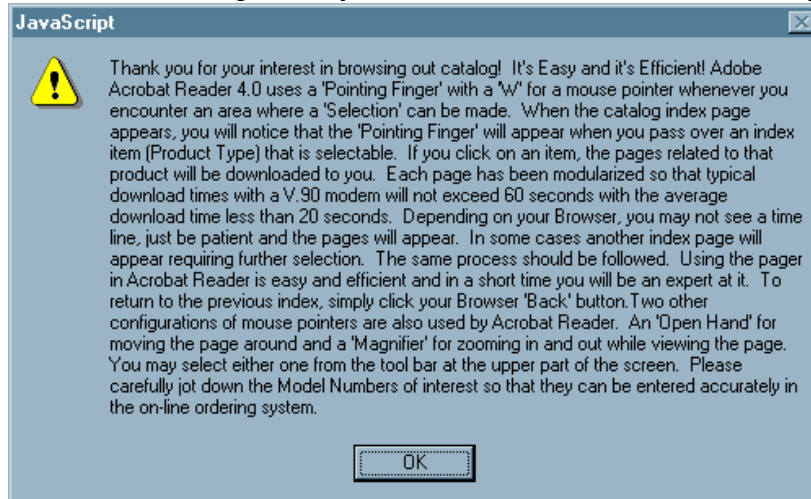 JavaScript
Thank you for your interest in browsing out catalog!  It's Easy and it's Efficient! Adobe
Acrobat Reader 4.0 uses a 'Pointing Finger' with a 'W' for a mouse pointer whenever you
encounter an area where a 'Selection' can be made.  When the catalog index page
appears, you will notice that the 'Pointing Finger' will appear when you pass over an index
item (Product Type) that is selectable.  If you click on an item, the pages related to that
product will be downloaded to you.  Each page has been modularized so that typical
download times with a V.90 modem will not exceed 60 seconds with the average
download time less than 20 seconds.  Depending on your Browser, you may not see a time
line, just be patient and the pages will appear.  In some cases another index page will
appear requiring further selection.  The same process should be followed.  Using the pager
in Acrobat Reader is easy and efficient and in a short time you will be an expert at it.  To
return to the previous index, simply click your Browser 'Back' button.Two other
configurations of mouse pointers are also used by Acrobat Reader.  An 'Open Hand' for
moving the page around and a 'Magnifier' for zooming in and out while viewing the page.
You may select either one from the tool bar at the upper part of the screen.  Please
carefully jot down the Model Numbers of interest so that they can be entered accurately in
the on-line ordering system.
OK